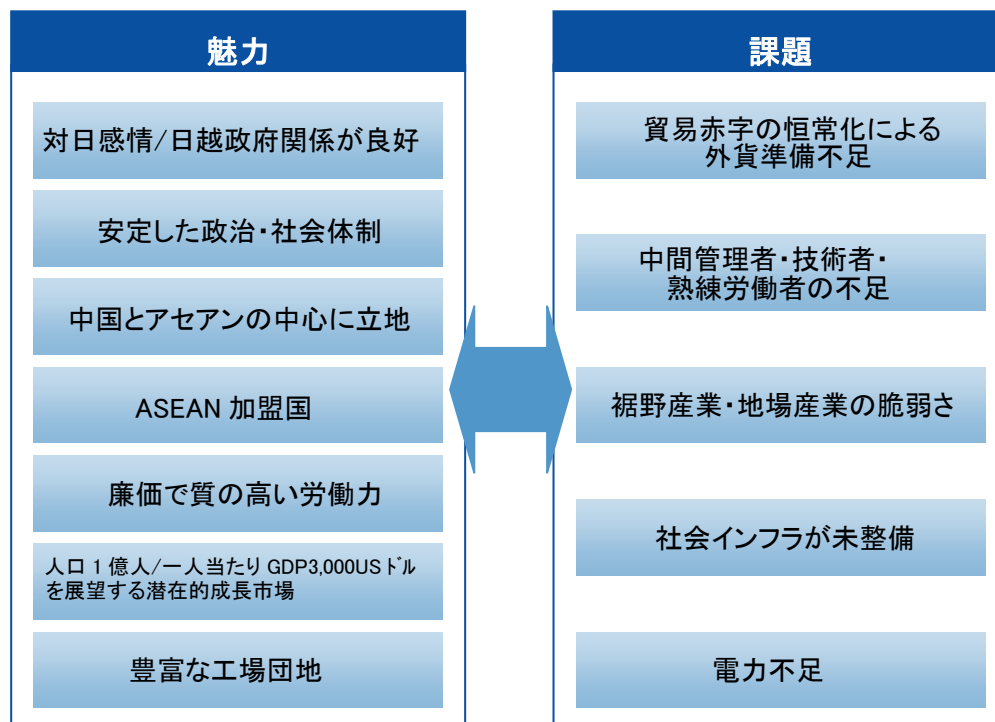 魅力
対日感情/日越政府関係が良好
安定した政治・社会体制
中国とアセアンの中心に立地
ASEAN 加盟国
廉価で質の高い労働力
人口 1 億人/一人当たり GDP3,000US ﾄﾞﾙ
を展望する潜在的成長市場
豊富な工場団地
課題
貿易赤字の恒常化による
外貨準備不足
中間管理者・技術者・
熟練労働者の不足
裾野産業・地場産業の脆弱さ
社会インフラが未整備
電力不足